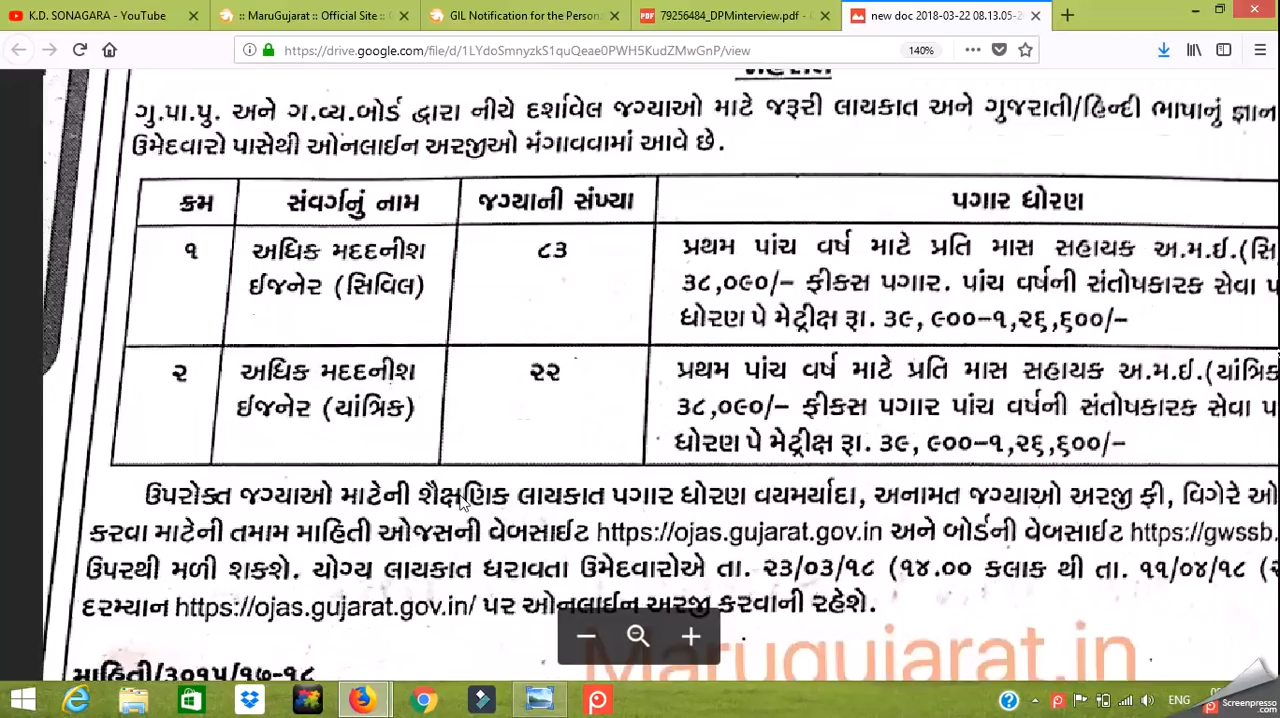 K.D. SONAGARA - YouTube
:: MaruGujarat :: Official Site ::
GIL Notification for the Person
79256484_DPMinterview.pdf -
new doc 2018-03-22 08.13.05-2
https://drive.google.com/file/d/1LYdoSmnyzkS1quQeae0PWH5KudZMwGnP/view
140%
ગુ.પા.પુ. અને ગ.વ્ય.બોર્ડ દ્વારા નીચે દર્શાવેલ જગ્યાઓ માટે જરૂરી લાયકાત અને ગુજરાતી/હિન્દી ભાષાનું જ્ઞાન
ઉમેદવારો પાસેથી ઓનલાઈન અરજીઓ મંગાવવામાં આવે છે.
ક્રમ સંવર્ગનું નામ જગ્યાની સંખ્યા પગાર ધોરણ
૧ અધિક મદદનીશ ૮૩ પ્રથમ પાંચ વર્ષ માટે પ્રતિ માસ સહાયક અ.મ.ઈ.(સિ
ઈજનેર (સિવિલ) ૩૮,૦૯૦/- ફીકસ પગાર. પાંચ વર્ષની સંતોષકારક સેવા પ
ધોરણ પે મેટ્રીક્ષ રૂા. ૩૯, ૯૦૦-૧,૨૬,૬૦૦/-
૨ અધિક મદદનીશ ૨૨ પ્રથમ પાંચ વર્ષ માટે પ્રતિ માસ સહાયક અ.મ.ઈ.(યાંત્રિક
ઈજનેર (યાંત્રિક) ૩૮,૦૯૦/- ફીકસ પગાર પાંચ વર્ષની સંતોષકારક સેવા પ
ધોરણ પે મેટ્રીક્ષ રૂા. ૩૯, ૯૦૦-૧,૨૬,૬૦૦/-
ઉપરોક્ત જગ્યાઓ માટેની શૈક્ષણિક લાયકાત પગાર ધોરણ વયમર્યાદા, અનામત જગ્યાઓ અરજી ફી, વિગેરે ઓ
કરવા માટેની તમામ માહિતી ઓજસની વેબસાઈટ https://ojas.gujarat.gov.in અને બોર્ડની વેબસાઈટ https://gwssb.
ઉપરથી મળી શકશે. યોગ્ય લાયકાત ધરાવતા ઉમેદવારોએ તા. ૨૩/૦૩/૧૮ (૧૪.૦૦ કલાક થી તા. ૧૧/૦૪/૧૮ (૨
દરમ્યાન https://ojas.gujarat.gov.in/ પર ઓનલાઈન અરજી કરવાની રહેશે.
Marugujarat.in
માહિતી/૩૦૧૫/૧૭-૧૮
ENG
Screenpresso
.com